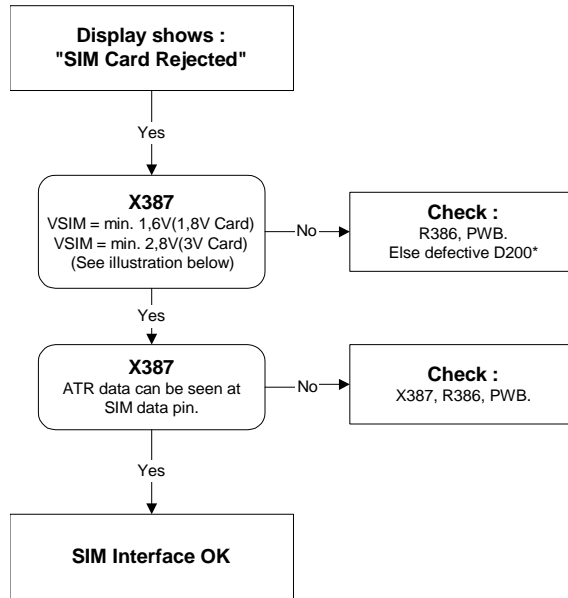 Display shows :
"SIM Card Rejected"
Yes
X387
VSIM = min. 1,6V(1,8V Card)
VSIM = min. 2,8V(3V Card)
(See illustration below)
No
Check :
R386, PWB.
Else defective D200*
Yes
X387
ATR data can be seen at
SIM data pin.
No
Check :
X387, R386, PWB.
Yes
SIM Interface OK